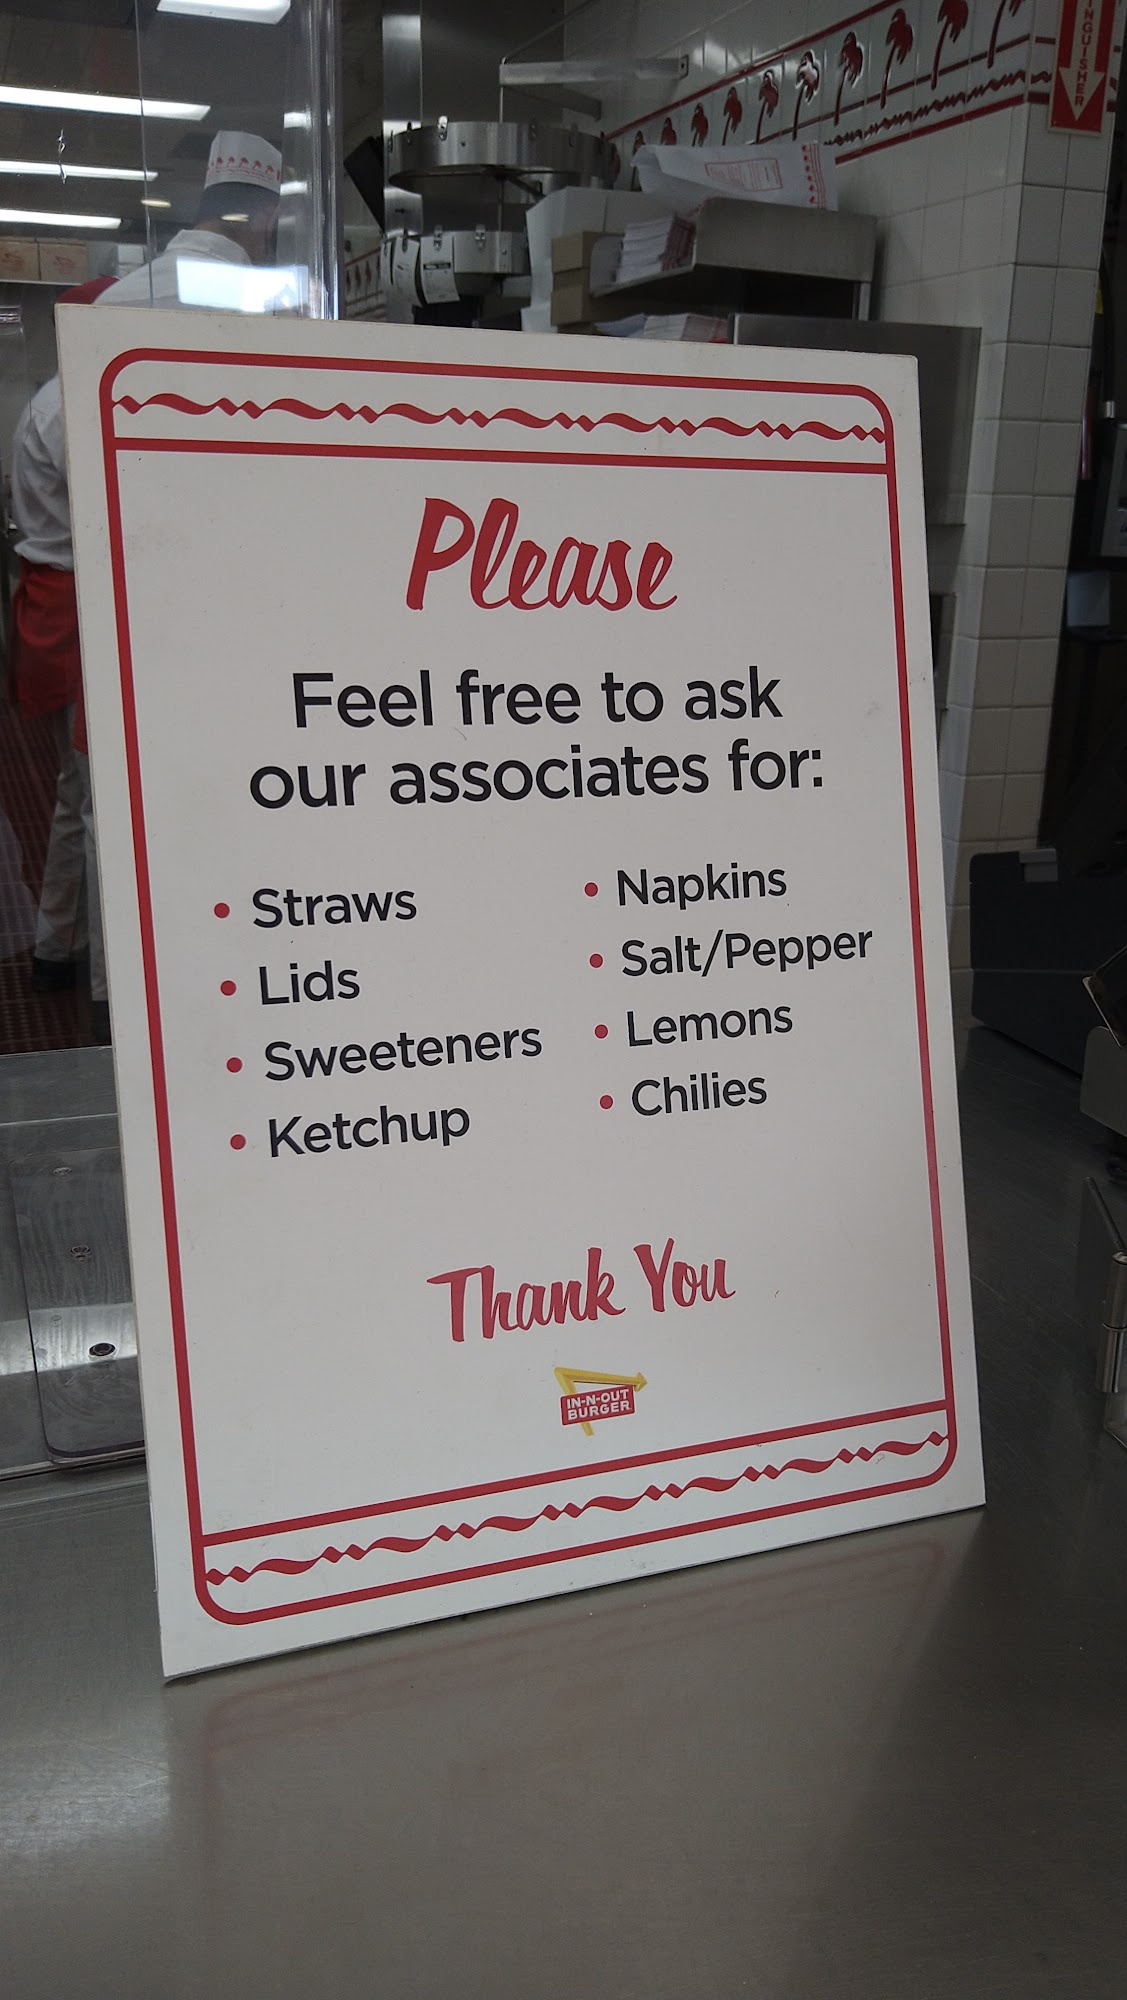 Please
Feel free to ask
our associates for:
• Straws
• Lids
• Sweeteners
• Ketchup
• Napkins
• Salt/Pepper
• Lemons
• Chilies
Thank You
IN-N-OUT
BURGER